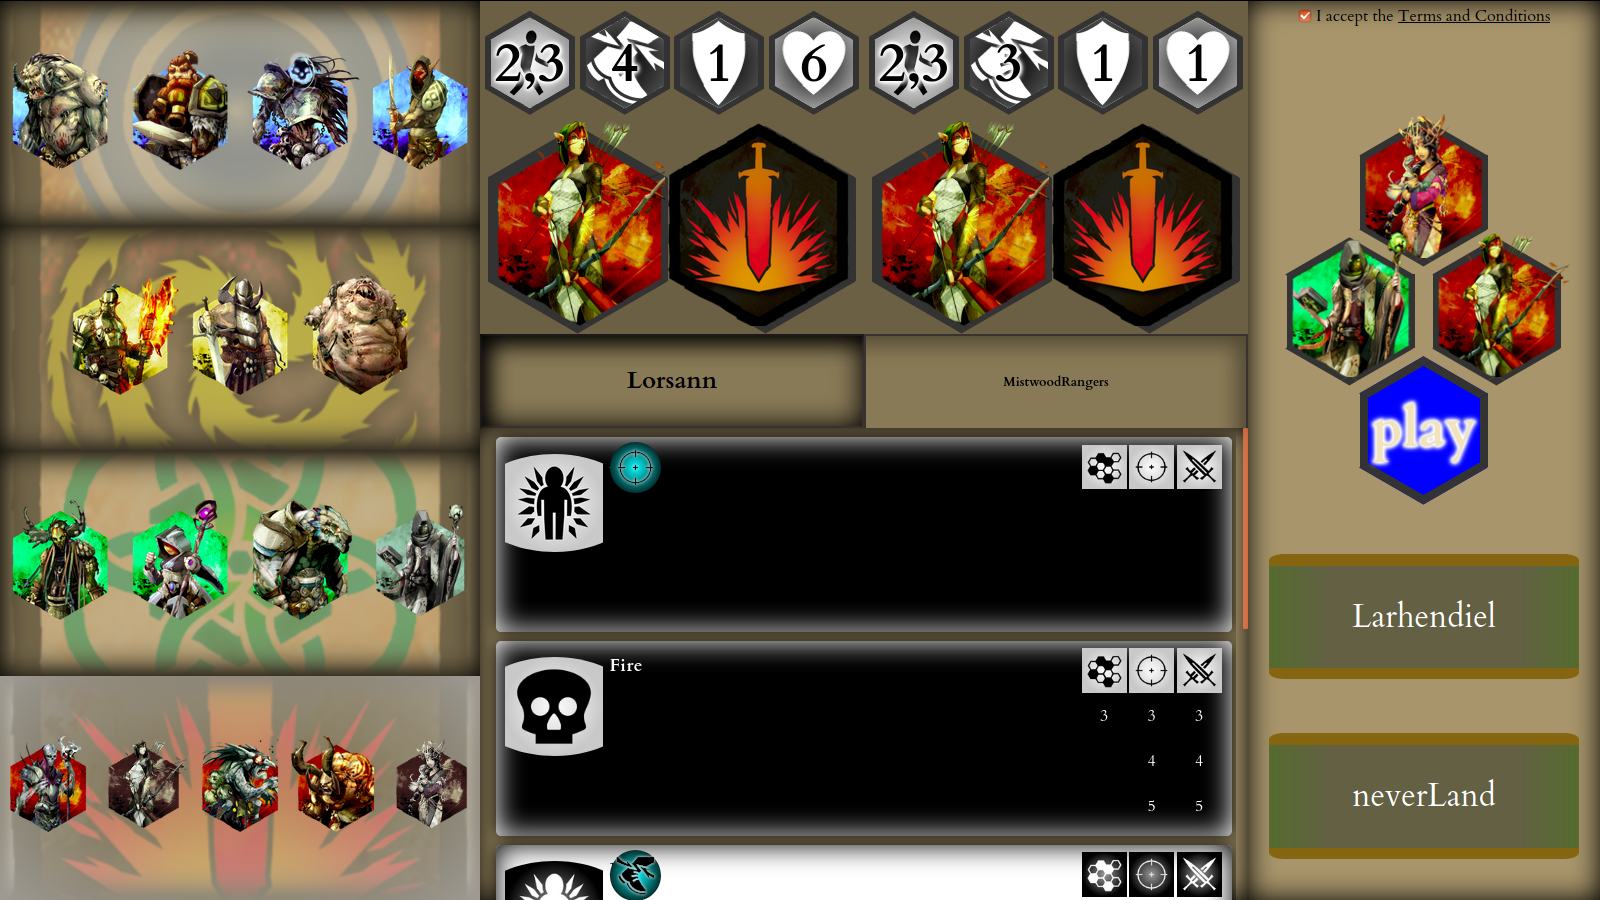 I accept the Terms and Conditions
2,3 4 1 6 2,3 3 1 1
play
Lorsann
MistwoodRangers
Larhendiel
neverLand
Fire
3 3 3
4 4
5 5